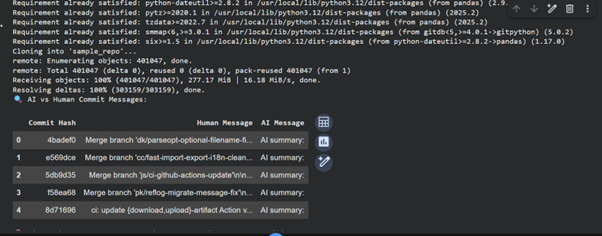 Requirement already satisfied: python-dateutil>=2.8.2 in /usr/local/lib/python3.12/dist-packages (from pandas) (2.9.
Requirement already satisfied: pytz>=2020.1 in /usr/local/lib/python3.12/dist-packages (from pandas) (2025.2)
Requirement already satisfied: tzdata>=2022.7 in /usr/local/lib/python3.12/dist-packages (from pandas) (2025.2)
Requirement already satisfied: smmap<6,>=3.0.1 in /usr/local/lib/python3.12/dist-packages (from gitdb<5,>=4.0.1->gitpython) (5.0.2)
Requirement already satisfied: six>=1.5 in /usr/local/lib/python3.12/dist-packages (from python-dateutil>=2.8.2->pandas) (1.17.0)
Cloning into 'sample_repo'...
remote: Enumerating objects: 401047, done.
remote: Total 401047 (delta 0), reused 0 (delta 0), pack-reused 401047 (from 1)
Receiving objects: 100% (401047/401047), 277.17 MiB | 16.18 MiB/s, done.
Resolving deltas: 100% (303159/303159), done.
AI vs Human Commit Messages:
Commit Hash Human Message AI Message
0 4badef0 Merge branch 'dk/parseopt-optional-filename-fi... AI summary:
1 e569dce Merge branch 'cc/fast-import-export-i18n-clean... AI summary:
2 5db9d35 Merge branch 'js/ci-github-actions-update'\n\n... AI summary:
3 f58ea68 Merge branch 'pk/reflog-migrate-message-fix'\n... AI summary:
4 8d71696 ci: update {download,upload}-artifact Action v... AI summary: